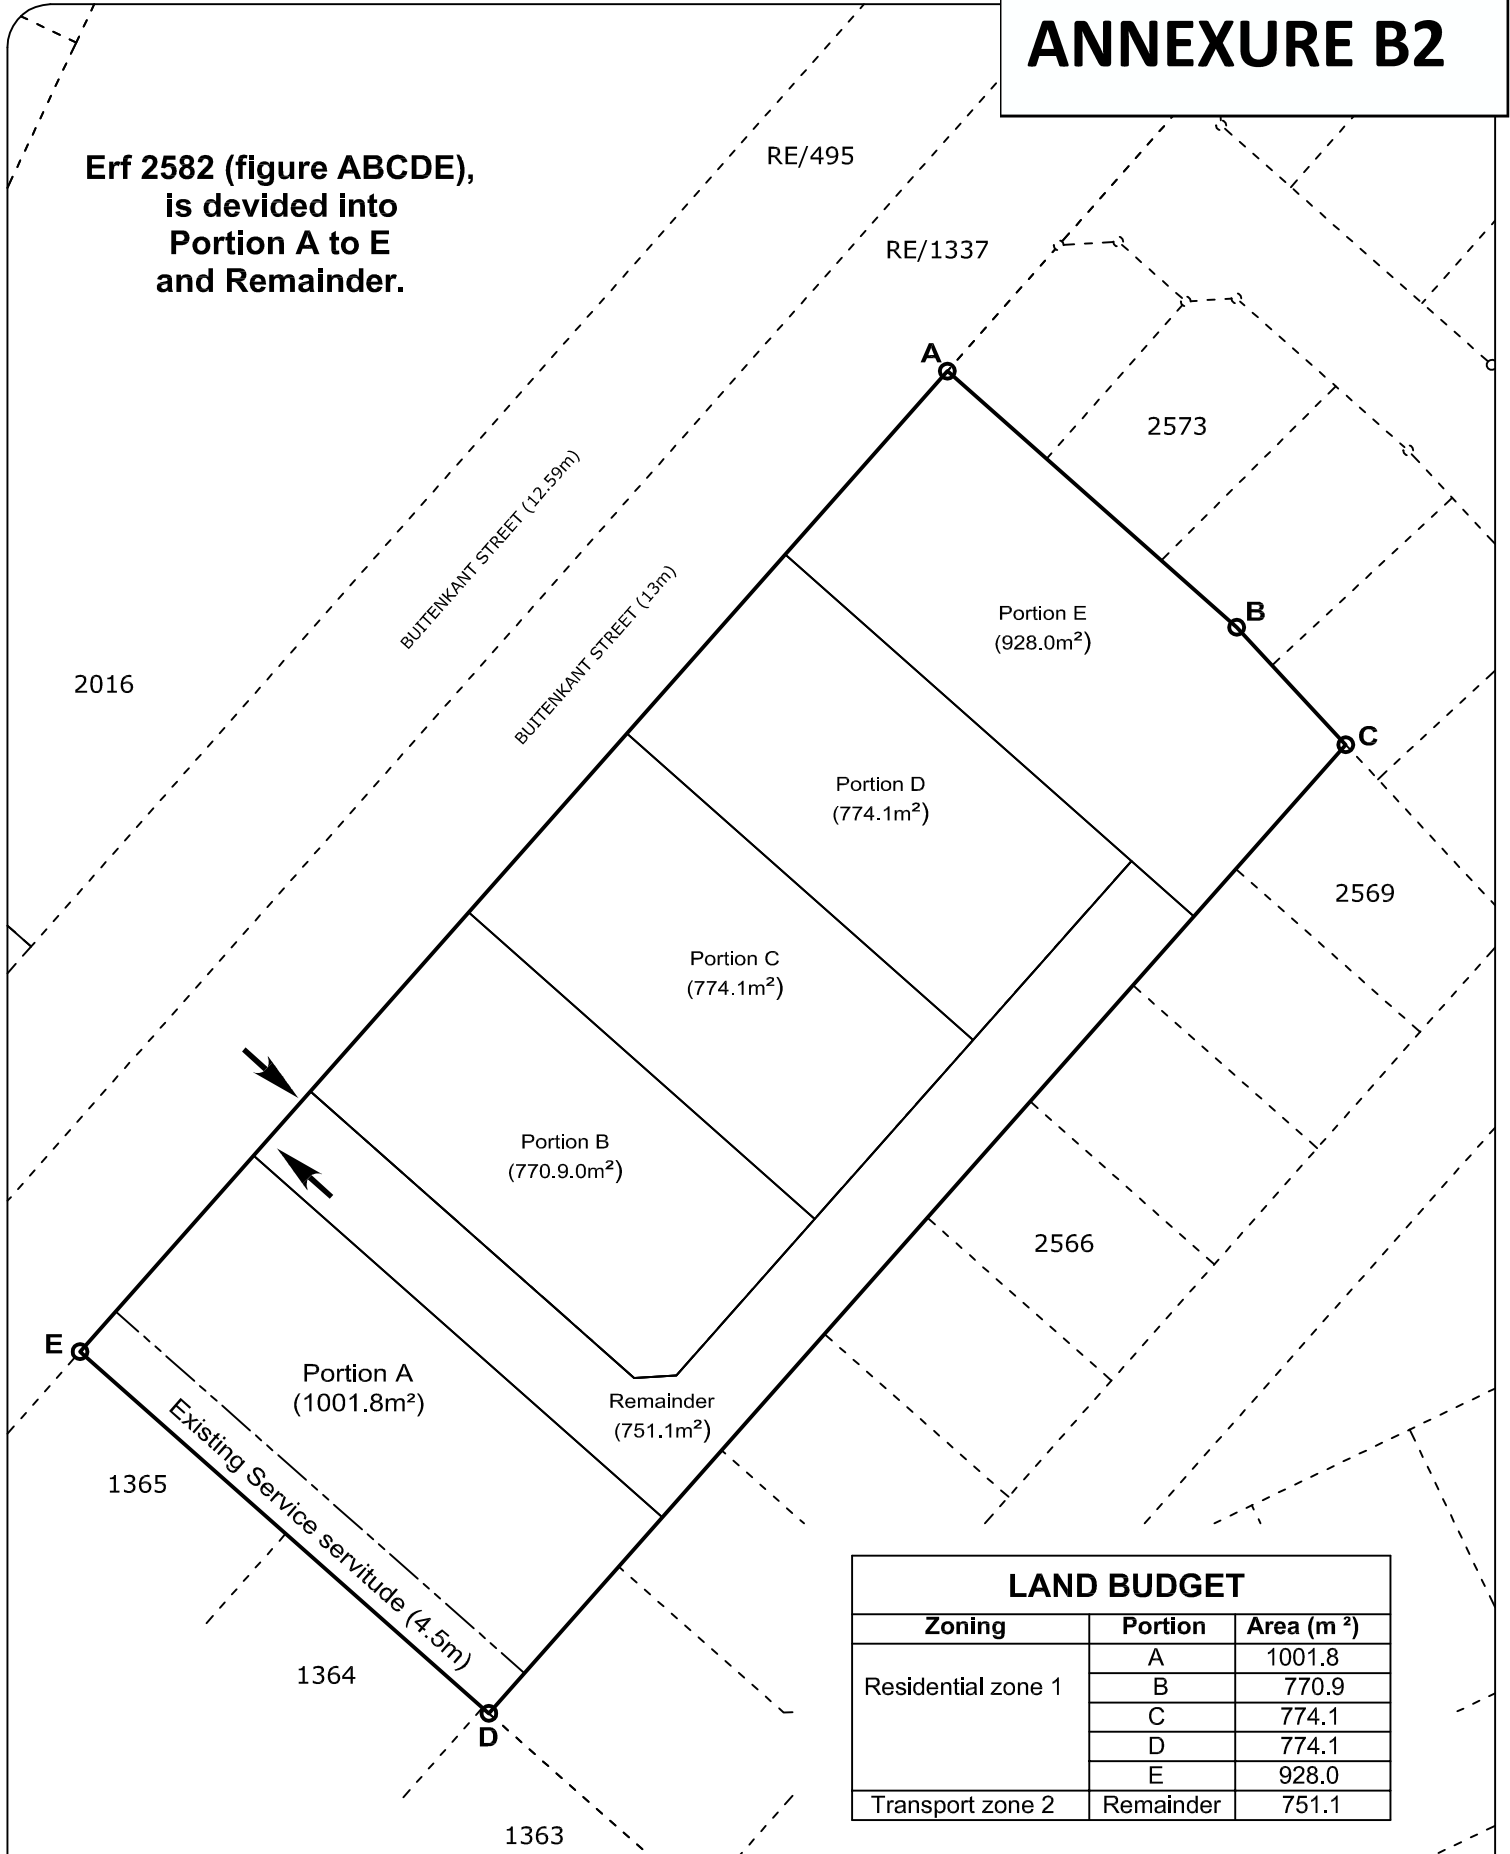 ANNEXURE B2
Erf 2582 (figure ABCDE),
is devided into
Portion A to E
and Remainder.
RE/495
RE/1337
A
2573
BUITENKANT STREET (12.59m)
BUITENKANT STREET (13m)
Portion E
(928.0m²)
B
2016
C
Portion D
(774.1m²)
2569
Portion C
(774.1m²)
Portion B
(770.9.0m²)
2566
E
Portion A
(1001.8m²)
Remainder
(751.1m²)
Existing Service servitude (4.5m)
1365
1364
D
1363
LAND BUDGET
Zoning Portion Area (m ²)
A 1001.8
Residential zone 1 B 770.9
C 774.1
D 774.1
E 928.0
Transport zone 2 Remainder 751.1